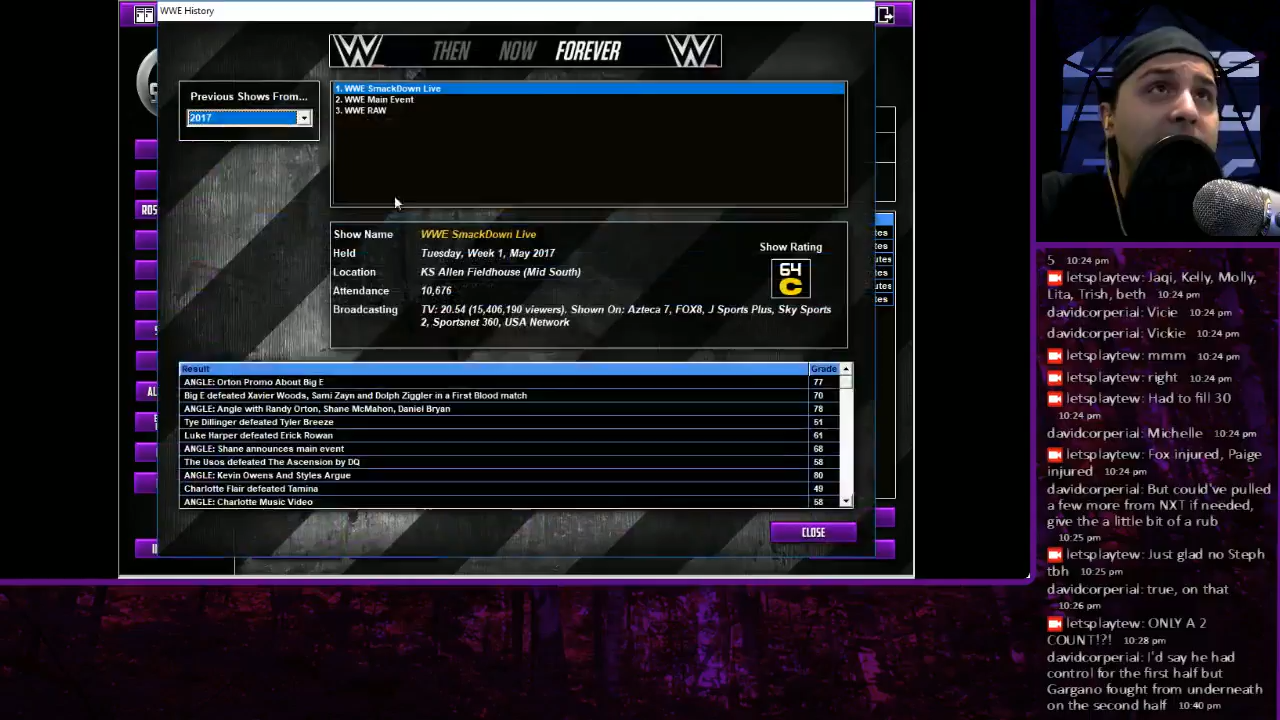 WWE History
THEN NOW FOREVER
Previous Shows From...
2017
1. WWE SmackDown Live
2. WWE Main Event
3. WWE RAW
Show Name WWE SmackDown Live
Held Tuesday, Week 1, May 2017
Location KS Allen Fieldhouse (Mid South)
Attendance 10,676
Broadcasting TV: 20.54 (15,406,190 viewers). Shown On: Azteca 7, FOX8, J Sports Plus, Sky Sports
2, Sportsnet 360, USA Network
Show Rating
64
C
Result Grade
ANGLE: Orton Promo About Big E 77
Big E defeated Xavier Woods, Sami Zayn and Dolph Ziggler in a First Blood match 70
ANGLE: Angle with Randy Orton, Shane McMahon, Daniel Bryan 78
Tye Dillinger defeated Tyler Breeze 51
Luke Harper defeated Erick Rowan 61
ANGLE: Shane announces main event 68
The Usos defeated The Ascension by DQ 58
ANGLE: Kevin Owens And Styles Argue 80
Charlotte Flair defeated Tamina 49
ANGLE: Charlotte Music Video 58
CLOSE
ROS
AL
utes
utes
utes
utes
utes
utes
5 10:24 pm
letsplaytew: Jaqi, Kelly, Molly,
Lita, Trish, beth 10:24 pm
davidcorperial: Vicie 10:24 pm
davidcorperial: Vickie 10:24 pm
letsplaytew: mmm 10:24 pm
letsplaytew: right 10:24 pm
letsplaytew: Had to fill 30
10:24 pm
davidcorperial: Michelle 10:24 pm
letsplaytew: Fox injured, Paige
injured 10:24 pm
davidcorperial: But could've pulled
a few more from NXT if needed,
give the a little bit of a rub
10:25 pm
letsplaytew: Just glad no Steph
tbh 10:25 pm
davidcorperial: true, on that
10:26 pm
letsplaytew: ONLY A 2
COUNT!?! 10:28 pm
davidcorperial: I'd say he had
control for the first half but
Gargano fought from underneath
on the second half 10:40 pm